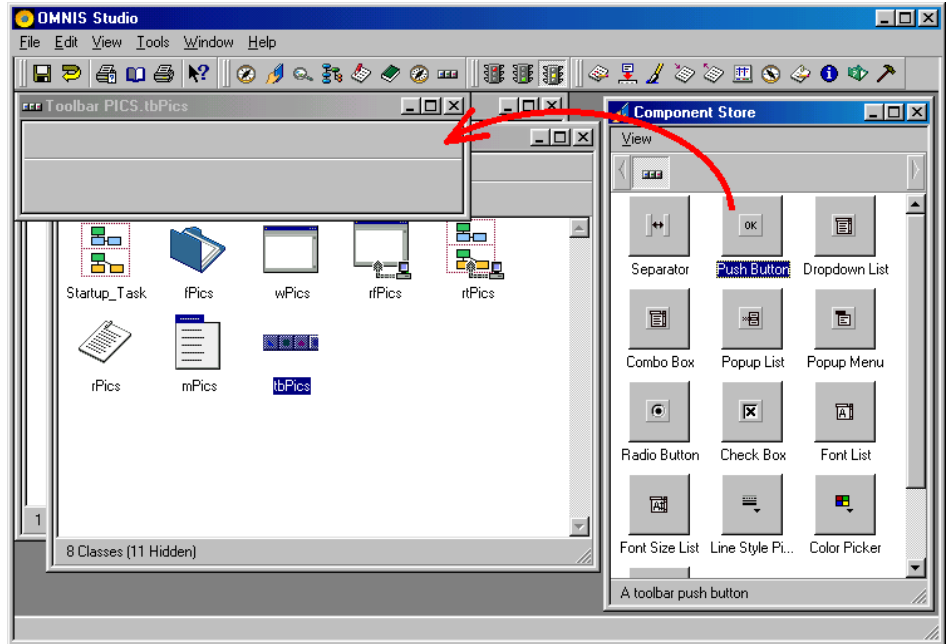 OMNIS Studio
File Edit View Tools Window Help
Toolbar PICS.tbPics
Component Store
View
OK
Separator Push Button Dropdown List
Startup_Task fPics wPics rfPics rtPics
Combo Box Popup List Popup Menu
rPics mPics tbPics
Radio Button Check Box Font List
1
Font Size List Line Style Pi... Color Picker
8 Classes (11 Hidden)
A toolbar push button